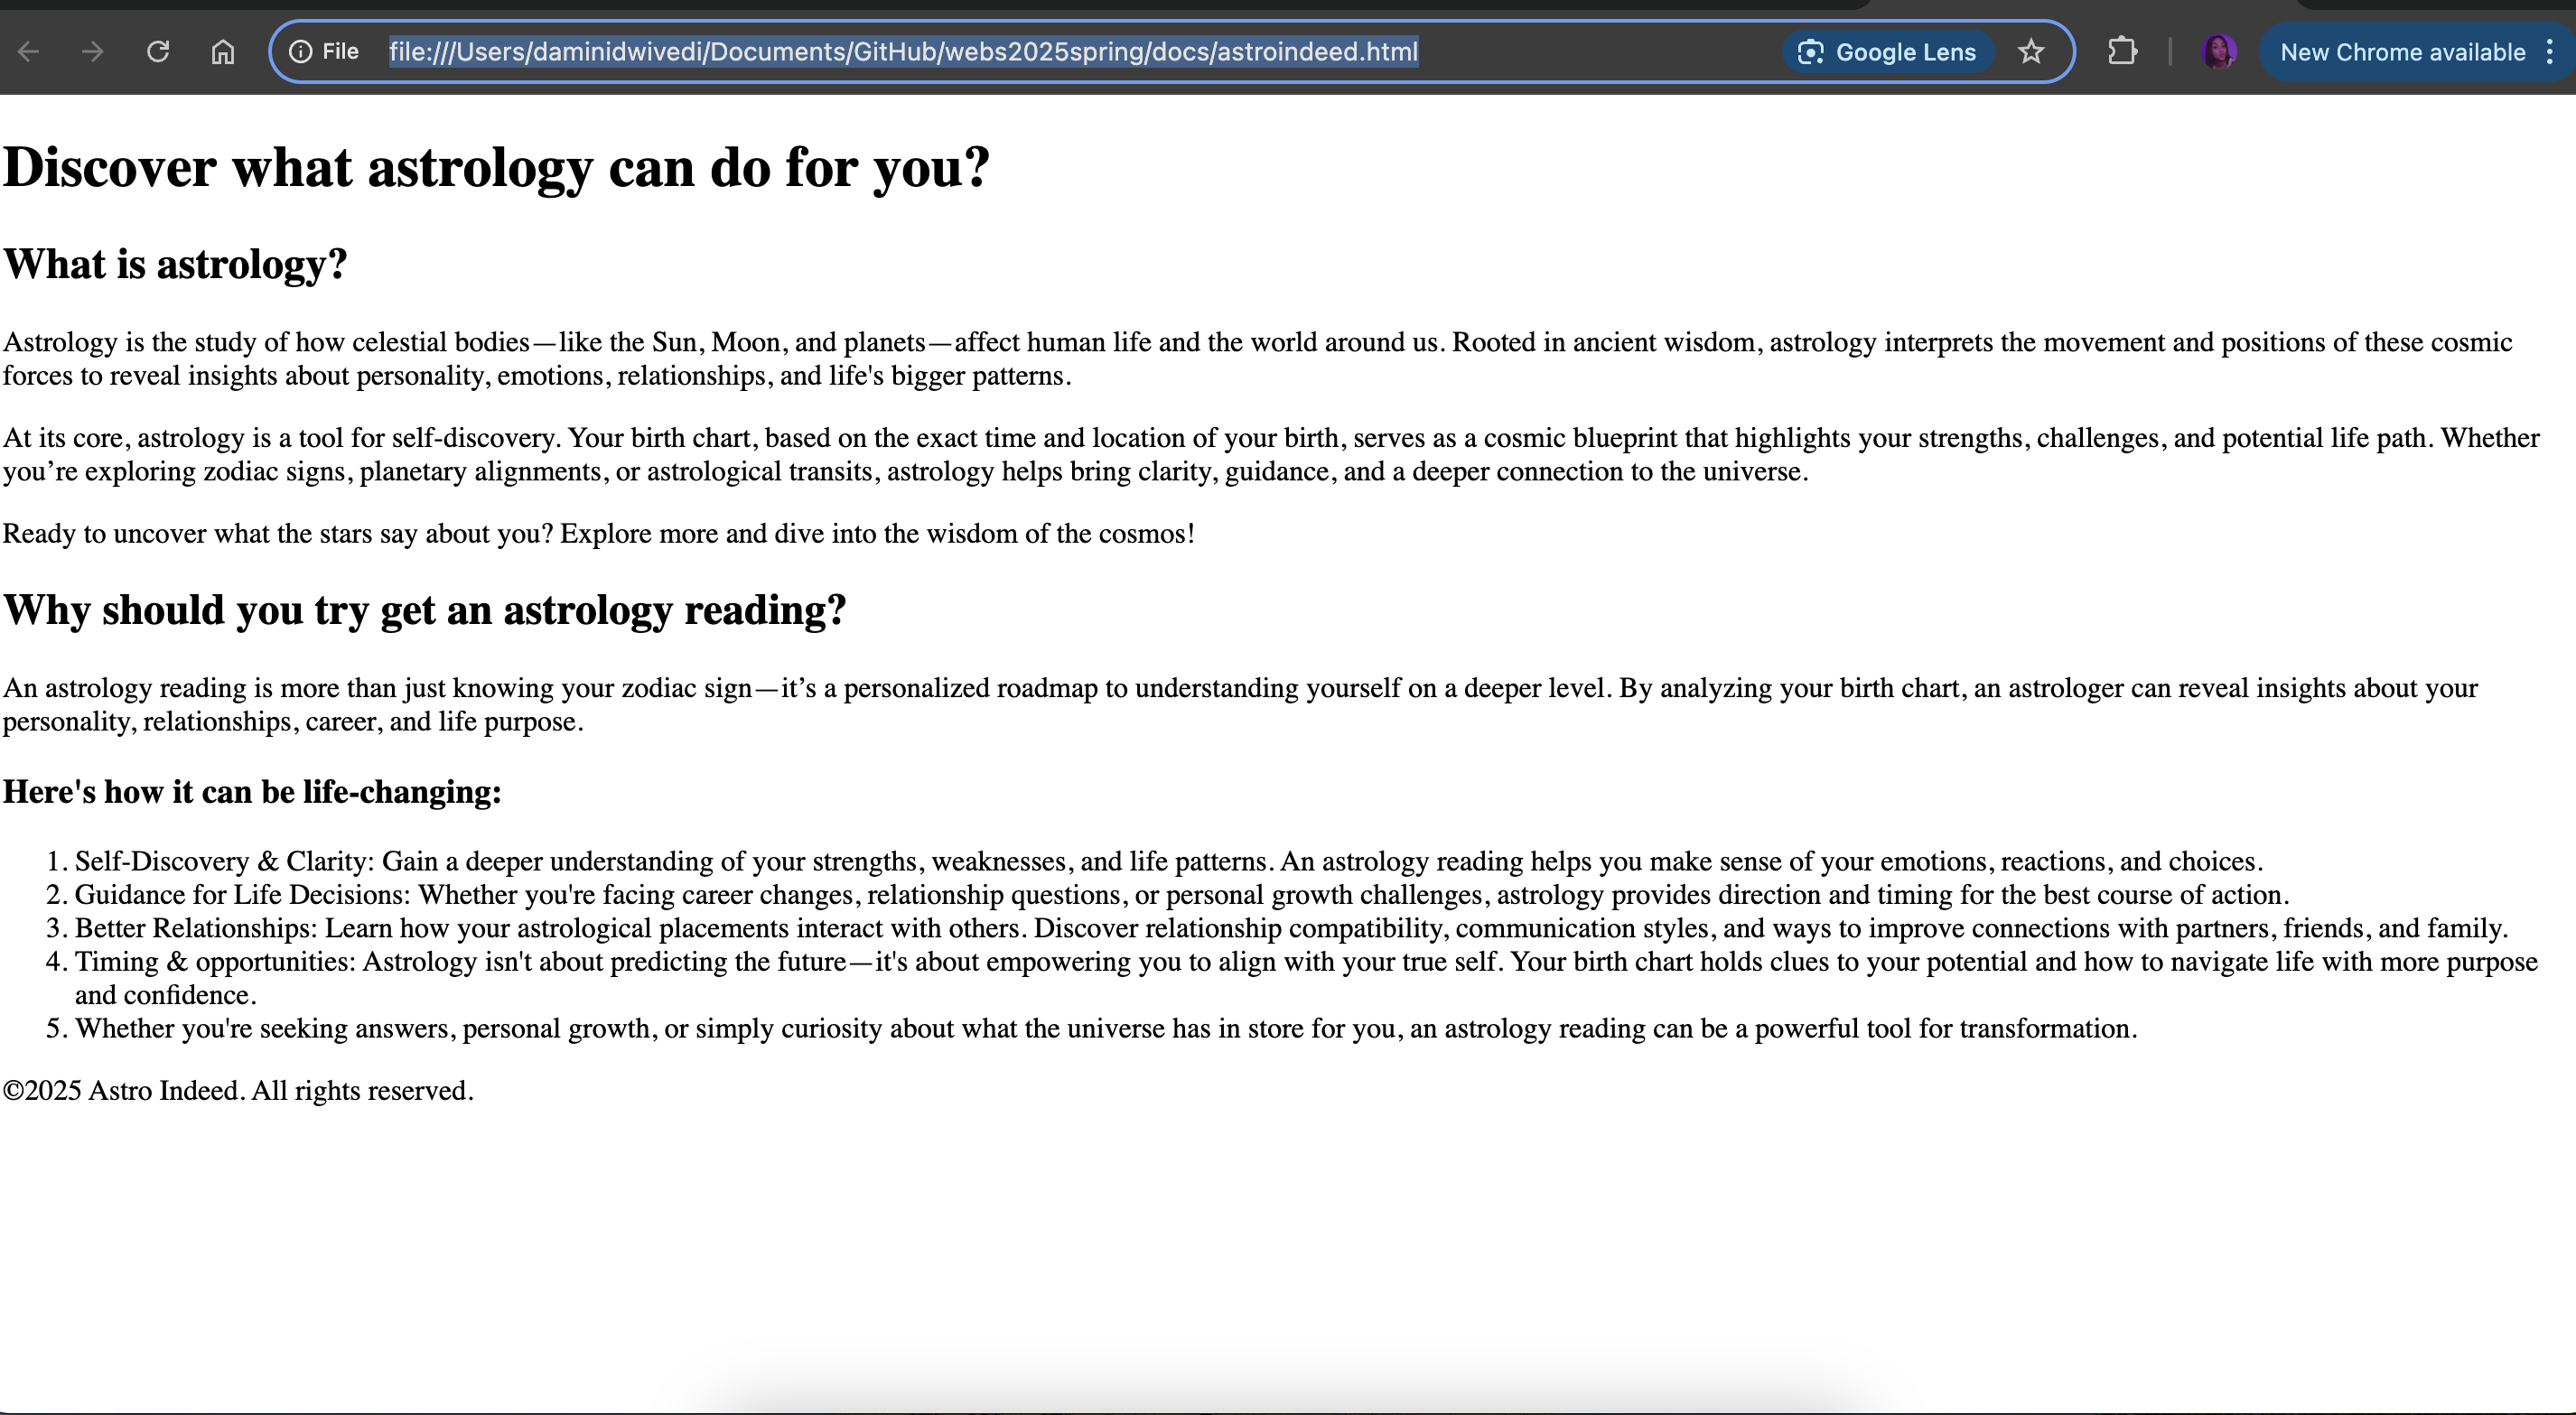 File file:///Users/daminidwivedi/Documents/GitHub/webs2025spring/docs/astroindeed.html Google Lens New Chrome available
Discover what astrology can do for you?
What is astrology?
Astrology is the study of how celestial bodies—like the Sun, Moon, and planets—affect human life and the world around us. Rooted in ancient wisdom, astrology interprets the movement and positions of these cosmic
forces to reveal insights about personality, emotions, relationships, and life's bigger patterns.
At its core, astrology is a tool for self-discovery. Your birth chart, based on the exact time and location of your birth, serves as a cosmic blueprint that highlights your strengths, challenges, and potential life path. Whether
you’re exploring zodiac signs, planetary alignments, or astrological transits, astrology helps bring clarity, guidance, and a deeper connection to the universe.
Ready to uncover what the stars say about you? Explore more and dive into the wisdom of the cosmos!
Why should you try get an astrology reading?
An astrology reading is more than just knowing your zodiac sign—it’s a personalized roadmap to understanding yourself on a deeper level. By analyzing your birth chart, an astrologer can reveal insights about your
personality, relationships, career, and life purpose.
Here's how it can be life-changing:
1. Self-Discovery & Clarity: Gain a deeper understanding of your strengths, weaknesses, and life patterns. An astrology reading helps you make sense of your emotions, reactions, and choices.
2. Guidance for Life Decisions: Whether you're facing career changes, relationship questions, or personal growth challenges, astrology provides direction and timing for the best course of action.
3. Better Relationships: Learn how your astrological placements interact with others. Discover relationship compatibility, communication styles, and ways to improve connections with partners, friends, and family.
4. Timing & opportunities: Astrology isn't about predicting the future—it's about empowering you to align with your true self. Your birth chart holds clues to your potential and how to navigate life with more purpose
and confidence.
5. Whether you're seeking answers, personal growth, or simply curiosity about what the universe has in store for you, an astrology reading can be a powerful tool for transformation.
©2025 Astro Indeed. All rights reserved.